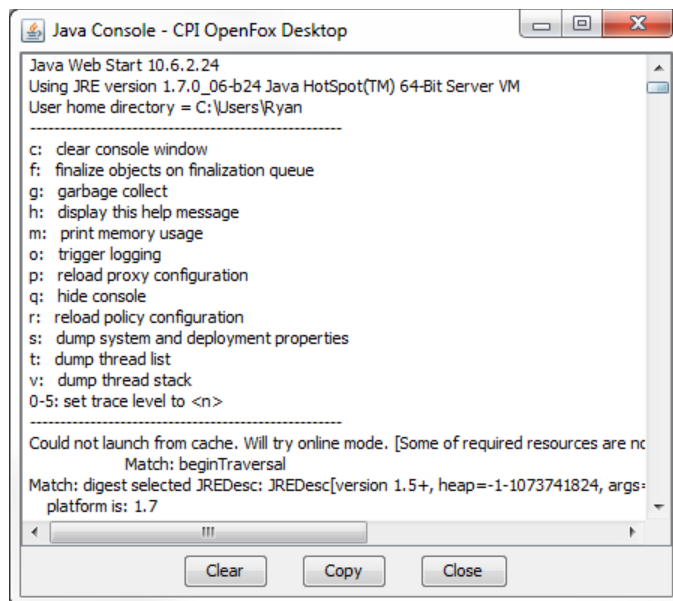 Java Console - CPI OpenFox Desktop
Java Web Start 10.6.2.24
Using JRE version 1.7.0_06-b24 Java HotSpot(TM) 64-Bit Server VM
User home directory = C:\Users\Ryan
----------------------------------------------------
c: clear console window
f: finalize objects on finalization queue
g: garbage collect
h: display this help message
m: print memory usage
o: trigger logging
p: reload proxy configuration
q: hide console
r: reload policy configuration
s: dump system and deployment properties
t: dump thread list
v: dump thread stack
0-5: set trace level to <n>
----------------------------------------------------
Could not launch from cache. Will try online mode. [Some of required resources are
Match: beginTraversal
Match: digest selected JREDesc: JREDesc[version 1.5+, heap=-1-1073741824, args=
platform is: 1.7
Clear Copy Close